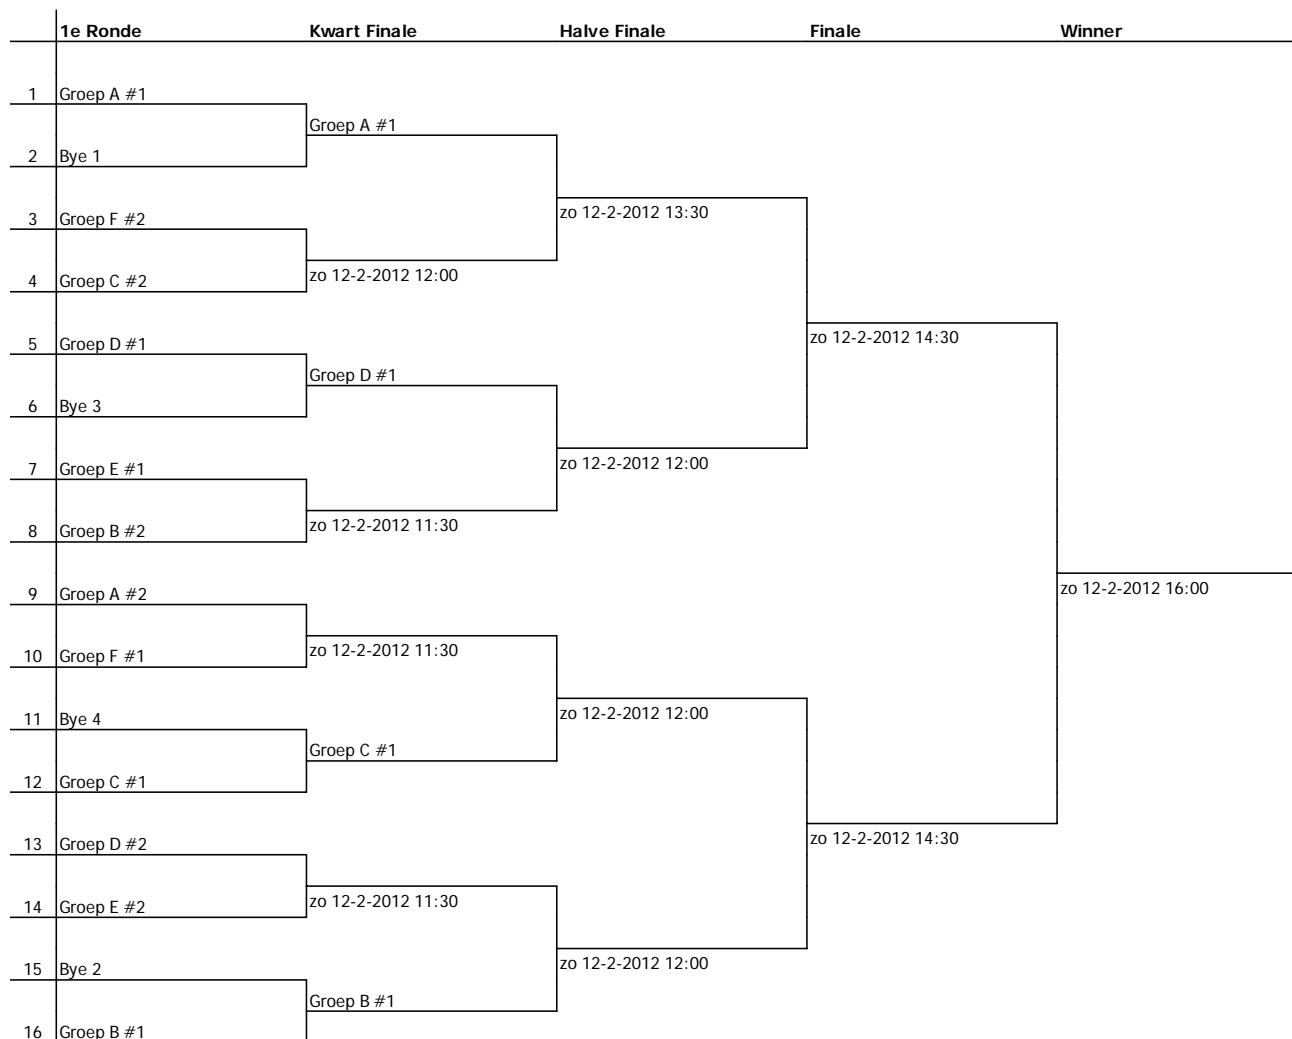 1e Ronde Kwart Finale Halve Finale Finale Winner
1 Groep A #1
Groep A #1
2 Bye 1
zo 12-2-2012 13:30
3 Groep F #2
zo 12-2-2012 12:00
4 Groep C #2
zo 12-2-2012 14:30
5 Groep D #1
Groep D #1
6 Bye 3
zo 12-2-2012 12:00
7 Groep E #1
zo 12-2-2012 11:30
8 Groep B #2
zo 12-2-2012 16:00
9 Groep A #2
zo 12-2-2012 11:30
10 Groep F #1
zo 12-2-2012 12:00
11 Bye 4
Groep C #1
12 Groep C #1
zo 12-2-2012 14:30
13 Groep D #2
zo 12-2-2012 11:30
14 Groep E #2
zo 12-2-2012 12:00
15 Bye 2
Groep B #1
16 Groep B #1